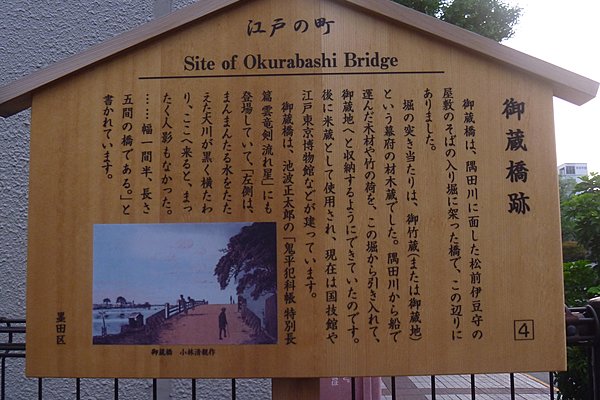 江戸の町
Site of Okurabashi Bridge
御蔵橋跡
御蔵橋は、隅田川に面した松前伊豆守の
屋敷のそばの入り堀に架った橋で、この辺りに
ありました。
堀の突き当たりは、御竹蔵(または御蔵地)
という幕府の材木蔵でした。隅田川から船で
運んだ木材や竹の荷を、この堀から引き入れて、
御蔵地へと収納するようにできていたのです。
後に米蔵として使用され、現在は国技館や
江戸東京博物館などが建っています。
御蔵橋は、池波正太郎の「鬼平犯科帳 特別長
篇雲竜剣 流れ星」にも
登場していて、「左側は、
まんまんたる水をたた
えた大川が黒く横たわ
り、ここへ来ると、まっ
たく人影もなかった。
……幅一間半、長さ
五間の橋である。」と
書かれています。
御蔵橋 小林清親作
墨田区
4